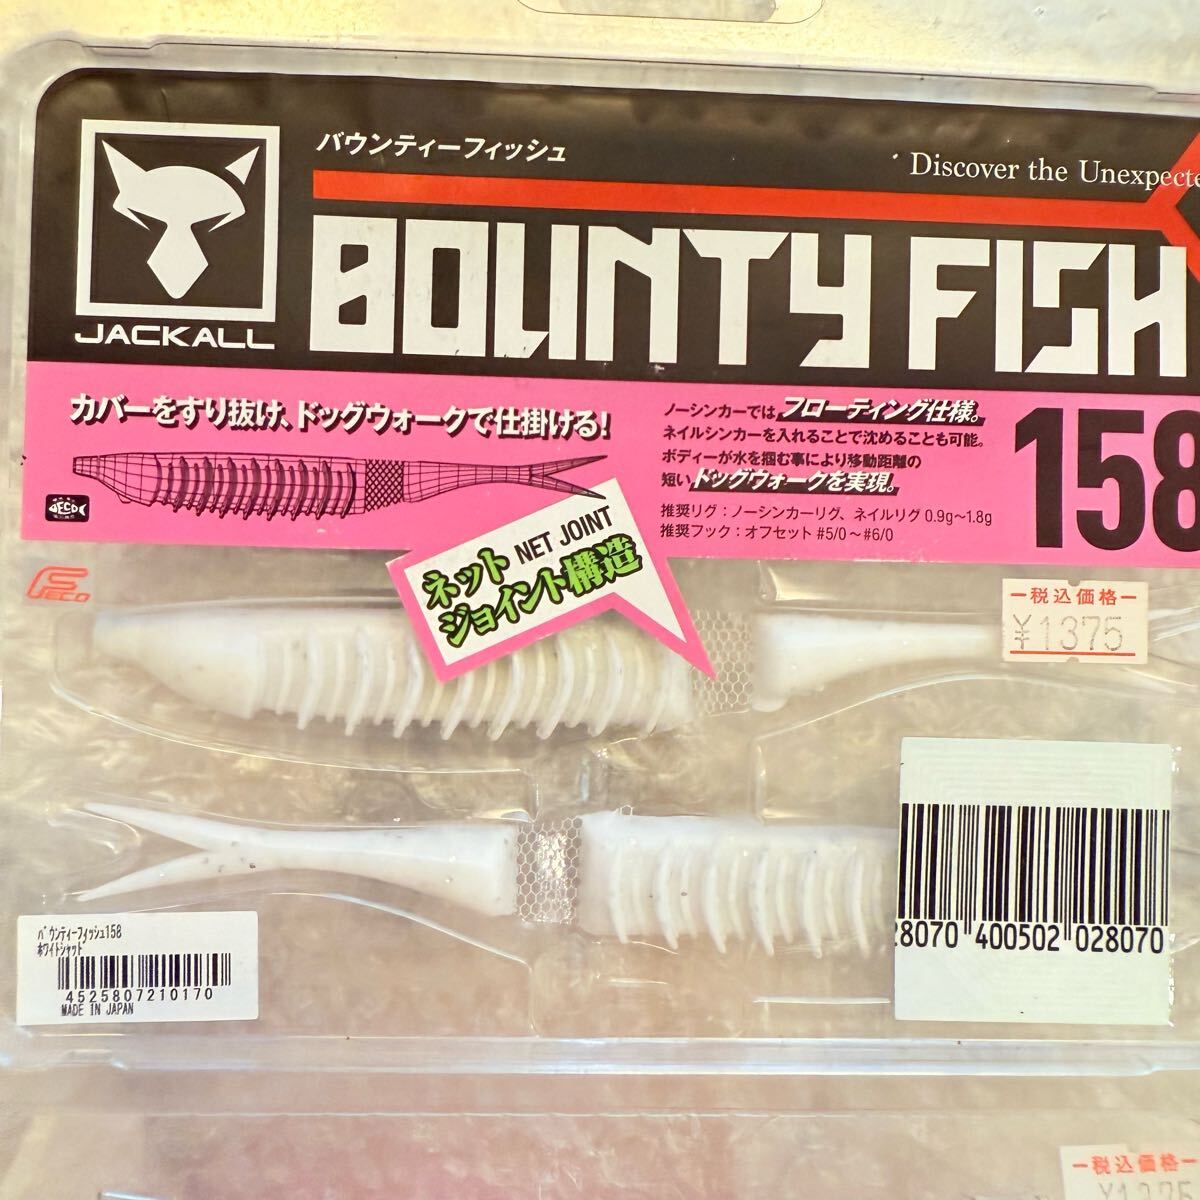 バウンティーフィッシュ
Discover the Unexpecte
JACKALL
BOUNTY FISH
カバーをすり抜け、ドッグウォークで仕掛ける!
ノーシンカーではフローティング仕様。
ネイルシンカーを入れることで沈めることも可能。
ボディーが水を掴む事により移動距離の
短いドッグウォークを実現。
推奨リグ：ノーシンカーリグ、ネイルリグ 0.9g～1.8g
推奨フック：オフセット #5/0～#6/0
158
ECO
FECO
NET JOINT
ネット
ジョイント構造
税込価格
¥1375
28070 400502 028070
ﾊﾞｳﾝﾃｨｰﾌｨｯｼｭ158
ﾎﾜｲﾄｼｬｯﾄﾞ
4525807210170
MADE IN JAPAN
税込価格